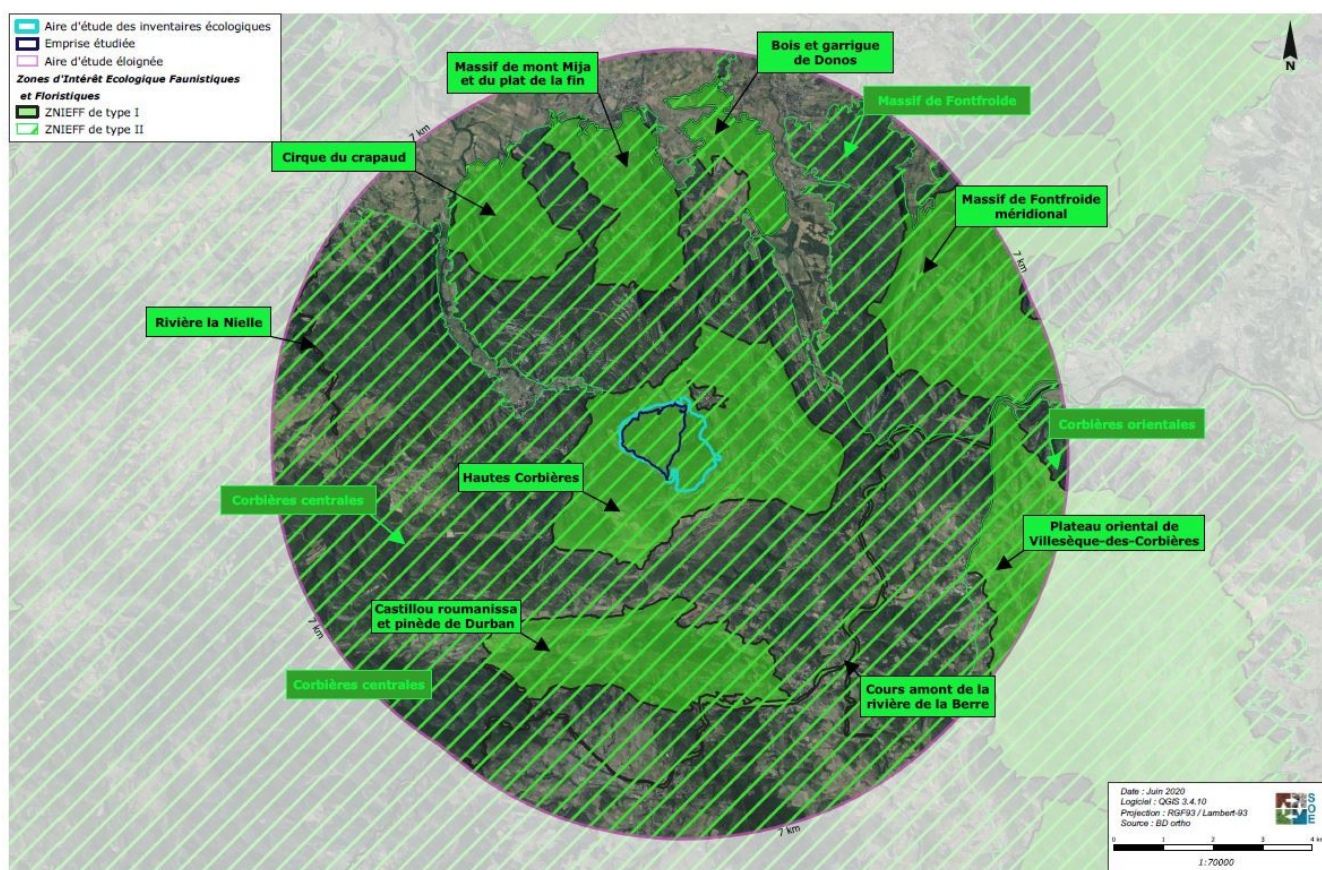 Aire d'étude des inventaires écologiques
Emprise étudiée
Aire d'étude éloignée
Zones d'Intérêt Ecologique Faunistiques
et Floristiques
ZNIEFF de type I
ZNIEFF de type II
N
Bois et garrigue
de Donos
Massif de mont Mija
et du plat de la fin
Massif de Fontfroide
7 km
Cirque du crapaud
Massif de Fontfroide
méridional
7 km
Rivière la Nielle
Corbières orientales
Hautes Corbières
Corbières centrales
Plateau oriental de
Villesèque-des-Corbières
Castillou roumanissa
et pinède de Durban
7 km
Corbières centrales
Cours amont de la
rivière de la Berre
7 km
Date : Juin 2020
Logiciel : QGIS 3.4.10
Projection : RGF93 / Lambert-93
Source : BD ortho
SOE
0 1 2 3 4 km
1:70000